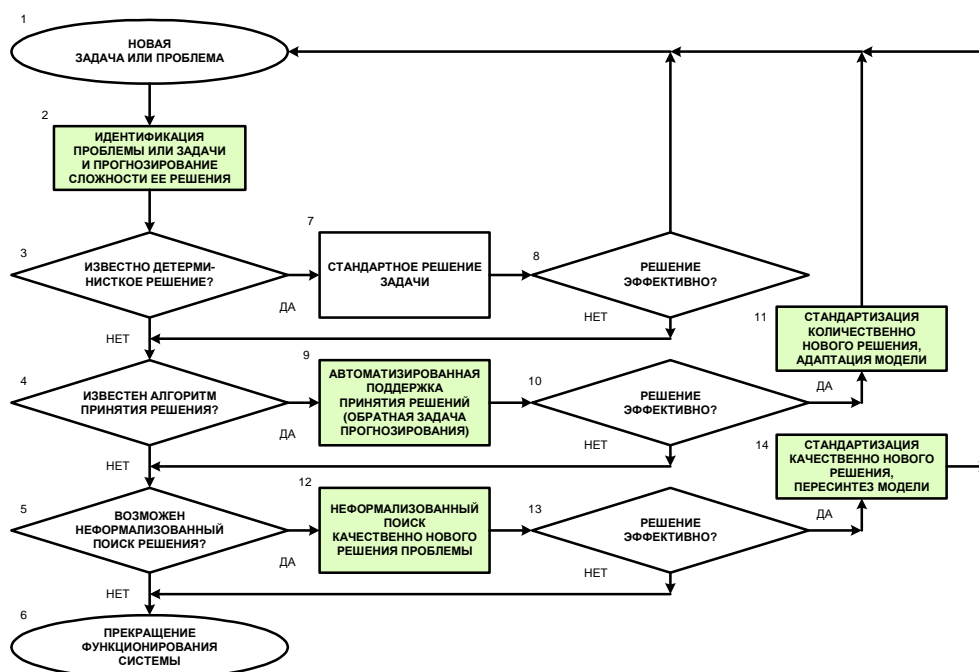 1
НОВАЯ
ЗАДАЧА ИЛИ ПРОБЛЕМА
2
ИДЕНТИФИКАЦИЯ
ПРОБЛЕМЫ ИЛИ ЗАДАЧИ
И ПРОГНОЗИРОВАНИЕ
СЛОЖНОСТИ ЕЕ РЕШЕНИЯ
3
ИЗВЕСТНО ДЕТЕРМИ-
НИСТКОЕ РЕШЕНИЕ?
ДА
НЕТ
7
СТАНДАРТНОЕ РЕШЕНИЕ
ЗАДАЧИ
8
РЕШЕНИЕ
ЭФФЕКТИВНО?
НЕТ
4
ИЗВЕСТЕН АЛГОРИТМ
ПРИНЯТИЯ РЕШЕНИЯ?
ДА
НЕТ
9
АВТОМАТИЗИРОВАННАЯ
ПОДДЕРЖКА
ПРИНЯТИЯ РЕШЕНИЙ
(ОБРАТНАЯ ЗАДАЧА
ПРОГНОЗИРОВАНИЯ)
10
РЕШЕНИЕ
ЭФФЕКТИВНО?
ДА
НЕТ
11
СТАНДАРТИЗАЦИЯ
КОЛИЧЕСТВЕННО
НОВОГО РЕШЕНИЯ,
АДАПТАЦИЯ МОДЕЛИ
5
ВОЗМОЖЕН
НЕФОРМАЛИЗОВАННЫЙ
ПОИСК РЕШЕНИЯ?
ДА
НЕТ
12
НЕФОРМАЛИЗОВАННЫЙ
ПОИСК
КАЧЕСТВЕННО НОВОГО
РЕШЕНИЯ ПРОБЛЕМЫ
13
РЕШЕНИЕ
ЭФФЕКТИВНО?
ДА
НЕТ
14
СТАНДАРТИЗАЦИЯ
КАЧЕСТВЕННО НОВОГО
РЕШЕНИЯ,
ПЕРЕСИНТЕЗ МОДЕЛИ
6
ПРЕКРАЩЕНИЕ
ФУНКЦИОНИРОВАНИЯ
СИСТЕМЫ